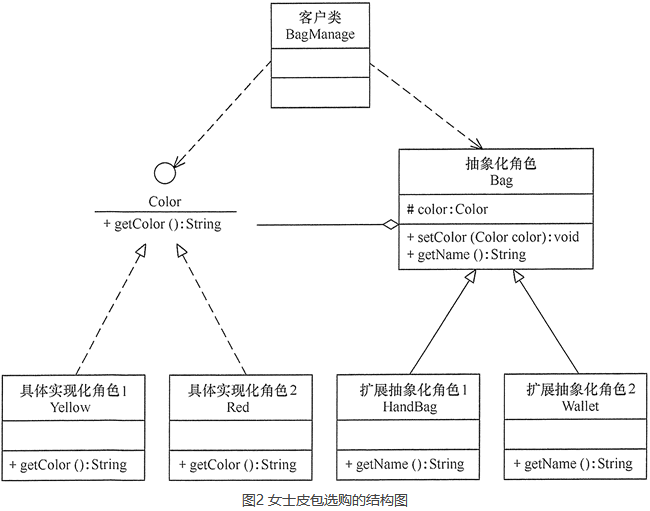 客户类
BagManage
抽象化角色
Bag
# color:Color
+ setColor (Color color):void
+ getName ():String
Color
+ getColor ():String
具体实现化角色1
Yellow
+ getColor ():String
具体实现化角色2
Red
+ getColor ():String
扩展抽象化角色1
HandBag
+ getName ():String
扩展抽象化角色2
Wallet
+ getName ():String
图2 女士皮包选购的结构图